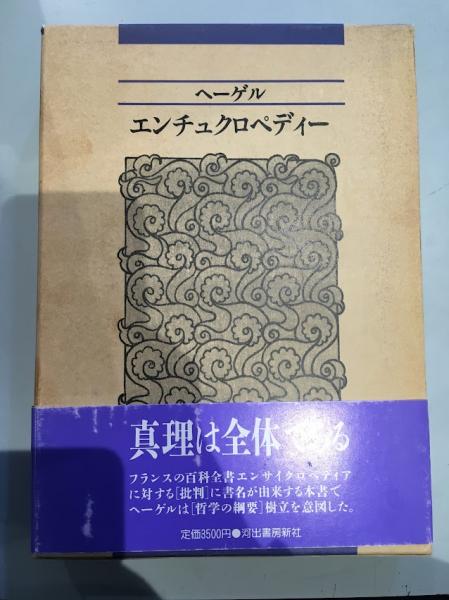 ヘーゲル
エンチュクロペディー
真理は全体である
フランスの百科全書エンサイクロペディア
に対する[批判]に書名が由来する本書で
ヘーゲルは[哲学の綱要]樹立を意図した。
定価8500円●河出書房新社